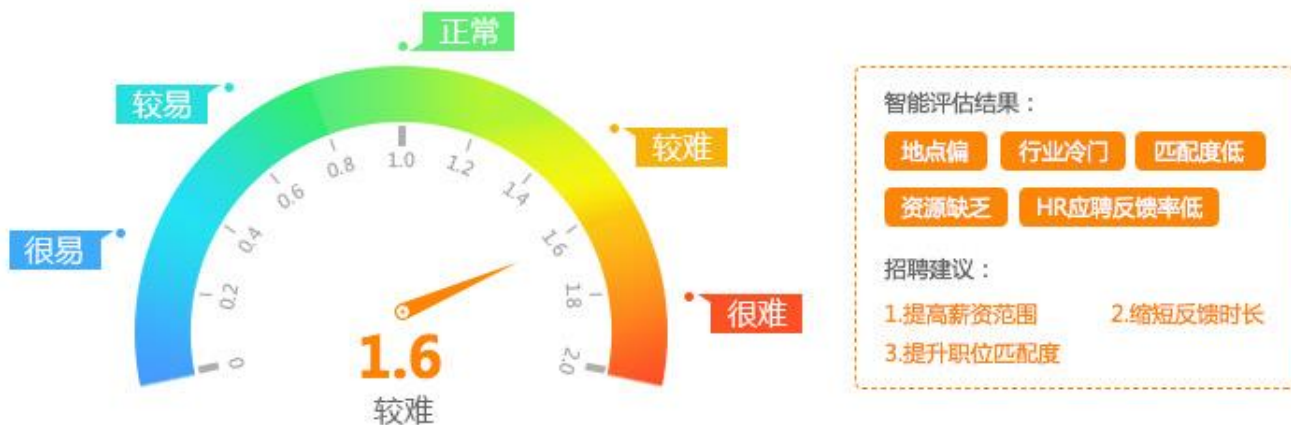 正常
较易
较难
很易
很难
0
0.2
0.4
0.6
0.8
1.0
1.2
1.4
1.6
1.8
2.0
1.6
较难
智能评估结果：
地点偏 行业冷门 匹配度低
资源缺乏 HR应聘反馈率低
招聘建议：
1.提高薪资范围 2.缩短反馈时长
3.提升职位匹配度